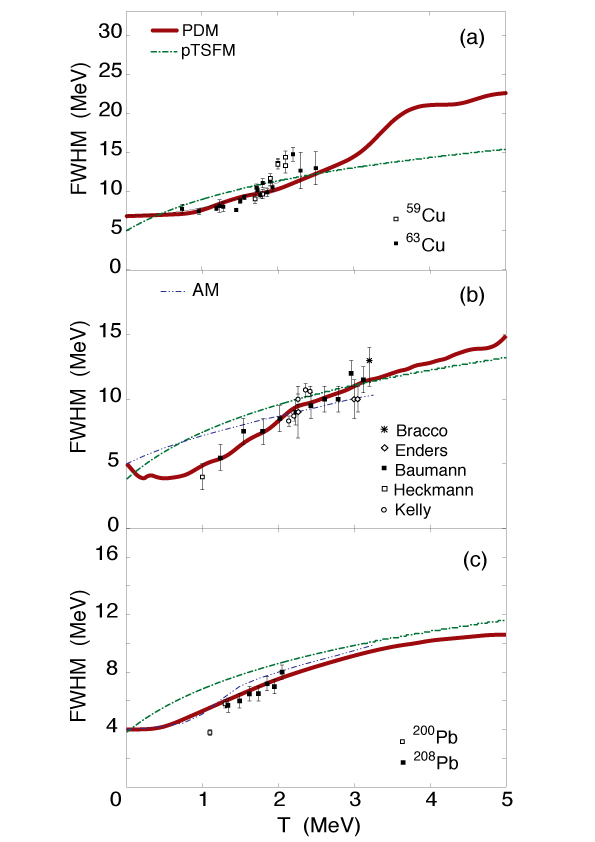 30
25
20
15
10
5
0
FWHM (MeV)
PDM
pTSFM
(a)
59Cu
63Cu
15
10
5
0
FWHM (MeV)
AM
(b)
Bracco
Enders
Baumann
Heckmann
Kelly
16
12
8
4
0
FWHM (MeV)
(c)
200Pb
208Pb
1 2 3 4 5
T (MeV)